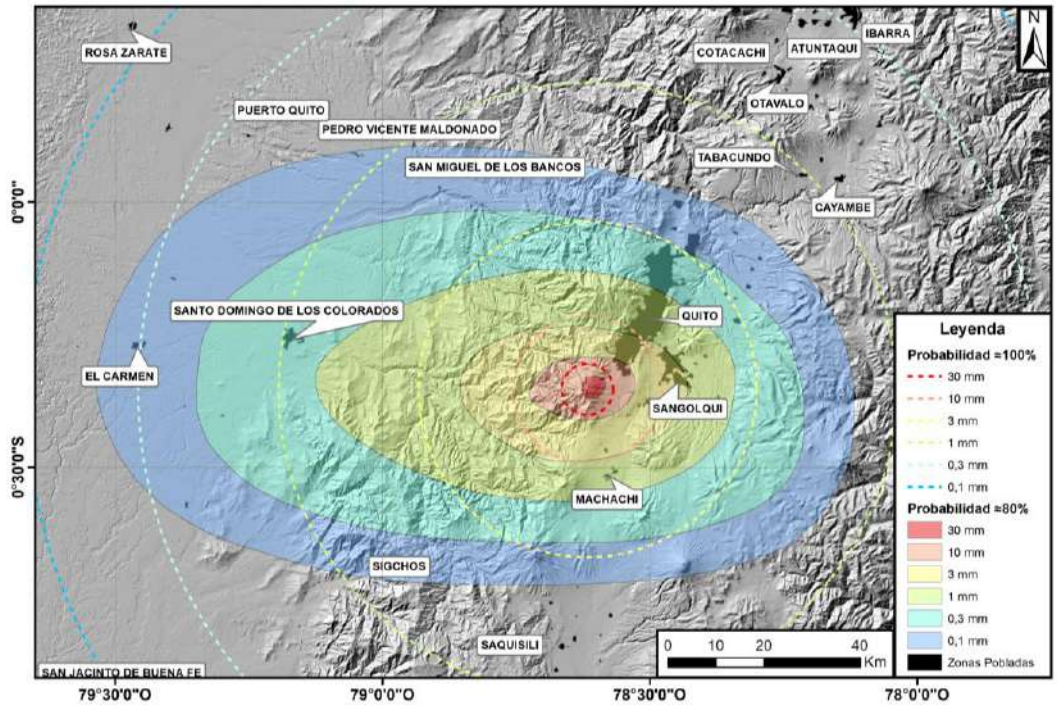 ROSA ZARATE
COTACACHI
ATUNTAQUI
IBARRA
N
OTAVALO
PUERTO QUITO
PEDRO VICENTE MALDONADO
SAN MIGUEL DE LOS BANCOS
TABACUNDO
CAYAMBE
0°0'0"
SANTO DOMINGO DE LOS COLORADOS
QUITO
EL CARMEN
SANGOLQUI
MACHACHI
0°30'0"S
SIGCHOS
SAQUISILI
SAN JACINTO DE BUENA FE
Leyenda
Probabilidad ≈100%
30 mm
10 mm
3 mm
1 mm
0,3 mm
0,1 mm
Probabilidad ≈80%
30 mm
10 mm
3 mm
1 mm
0,3 mm
0,1 mm
Zonas Pobladas
0 10 20 40
Km
79°30'0"O
79°0'0"O
78°30'0"O
78°0'0"O